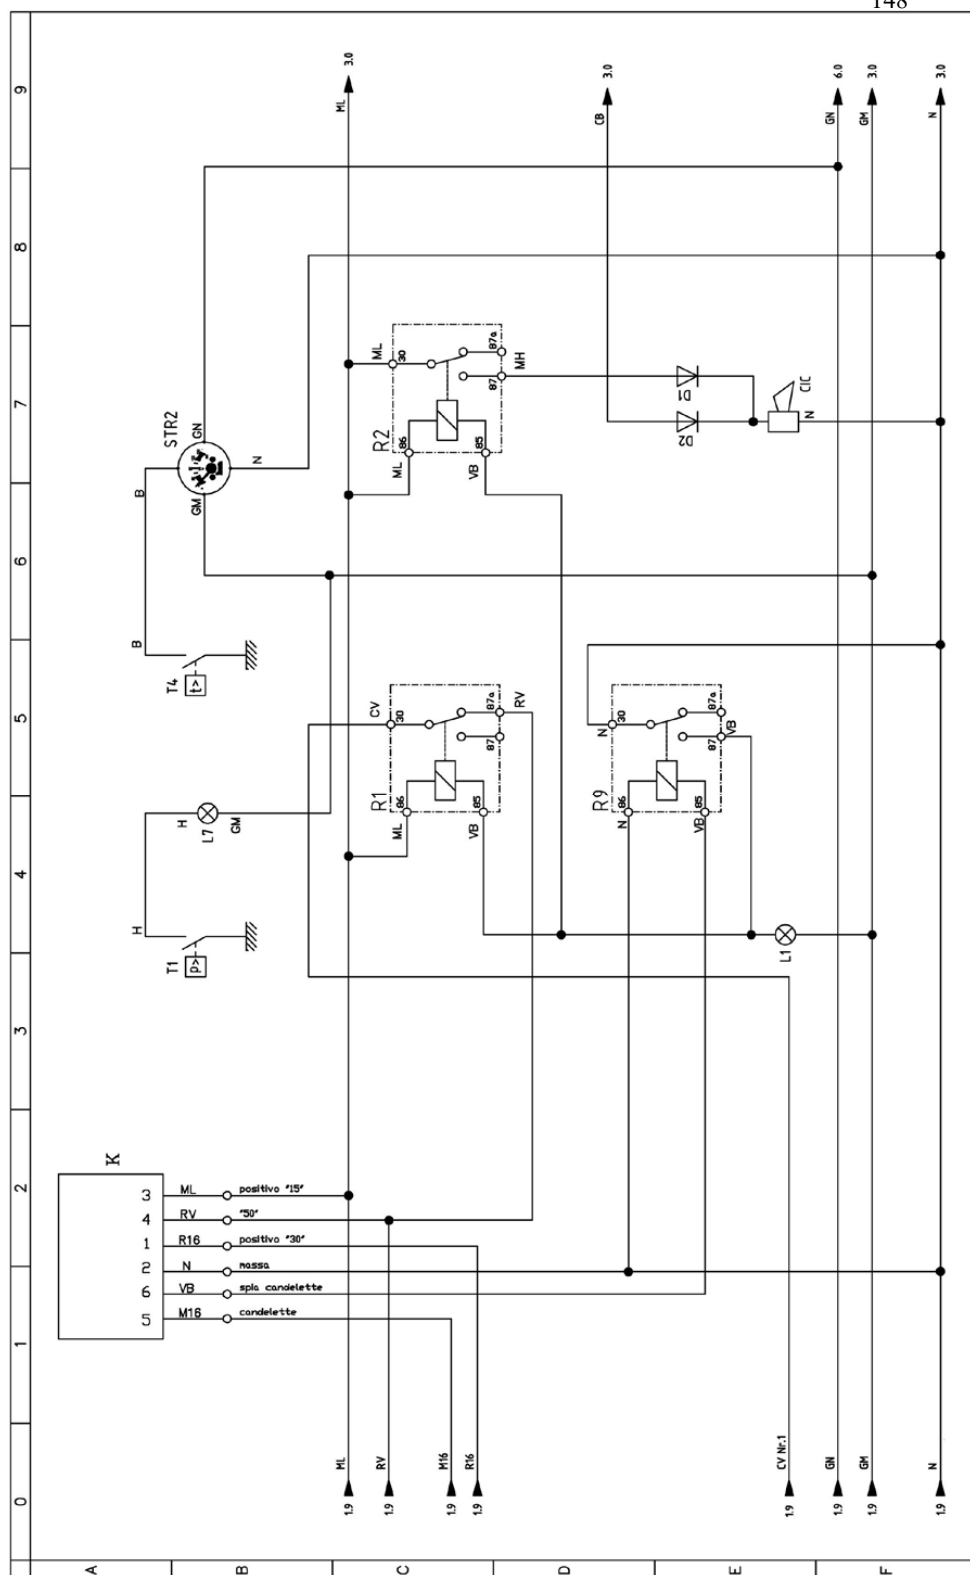 148
9
8
7
6
5
4
3
2
1
0
A
B
C
D
E
F
ML 3.0
CB 3.0
GN 6.0
GM 3.0
N 3.0
STR2
GN
B
GM
N
R2
ML
30
87a
87
MH
86
ML
85
VB
D1
D2
CIC
N
B
T4
t>
R1
CV
30
87a
RV
87
86
ML
85
VB
R9
N
30
87a
87
VB
86
N
85
VB
H
L7
GM
H
T1
p>
L1
K
3 ML positivo "15"
4 RV "50"
1 R16 positivo "30"
2 N massa
6 VB spia candelette
5 M16 candelette
1.9 ML
1.9 RV
1.9 M16
1.9 R16
1.9 CV Nr.1
1.9 GN
1.9 GM
1.9 N